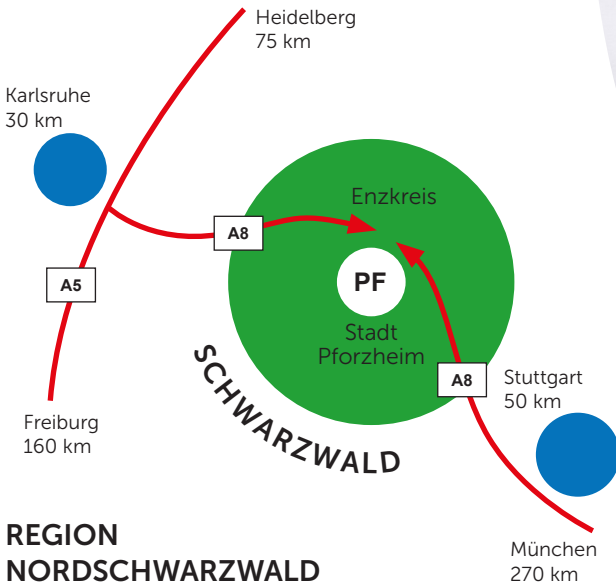 Heidelberg
75 km
Karlsruhe
30 km
Enzkreis
A8
A5
PF
Stadt
Pforzheim
SCHWARZWALD
A8
Stuttgart
50 km
Freiburg
160 km
REGION
NORDSCHWARZWALD
München
270 km